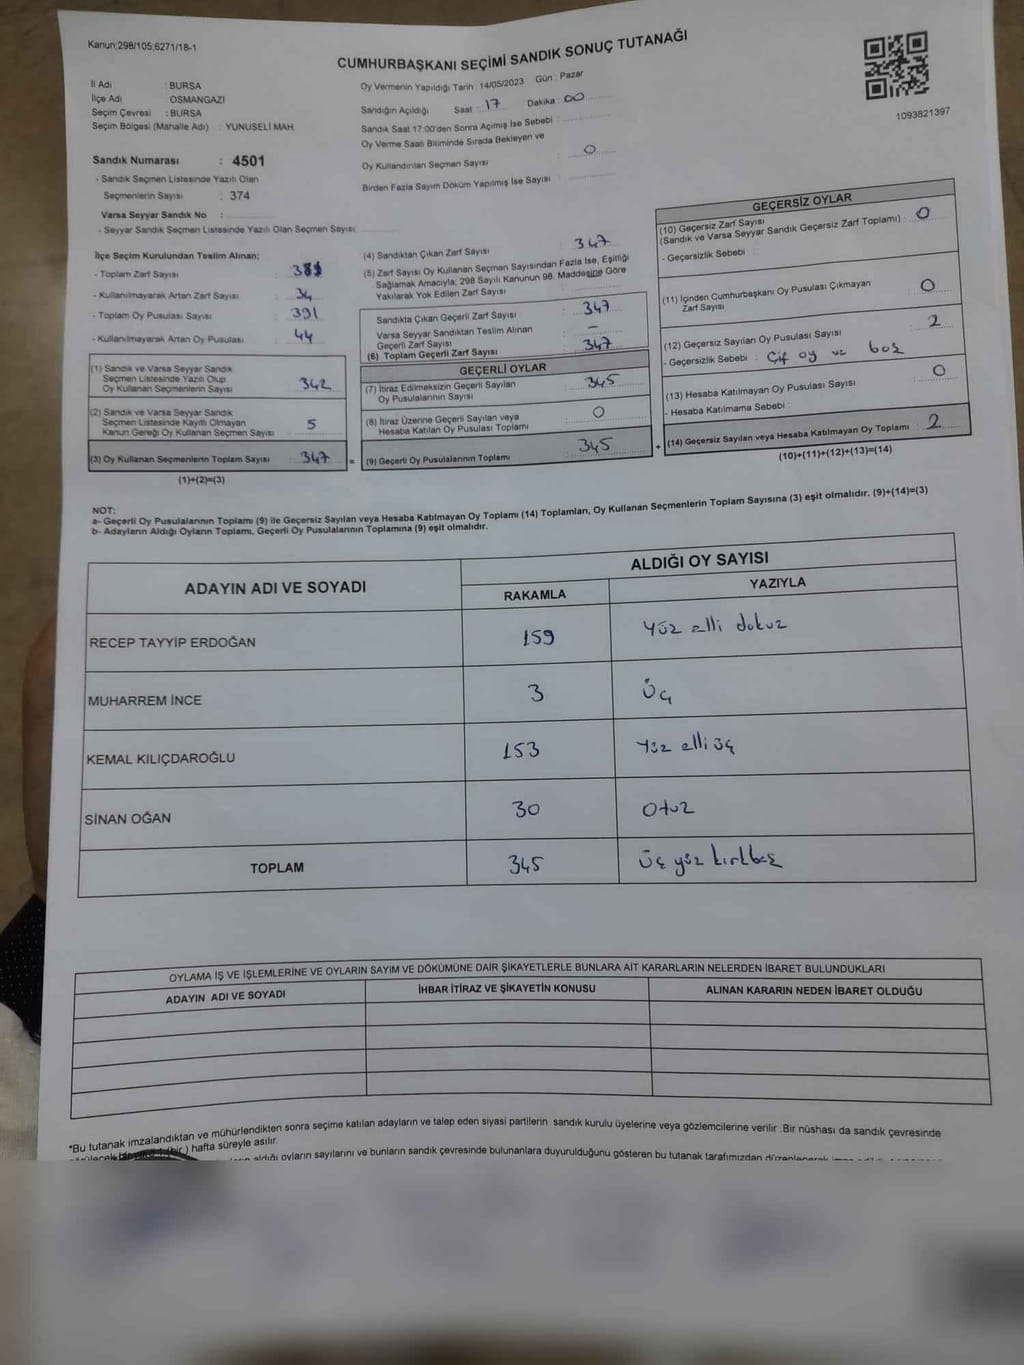 Kanun;298/105;6271/18-1
CUMHURBAŞKANI SEÇİMİ SANDIK SONUÇ TUTANAĞI
1093821397
İl Adı : BURSA
İlçe Adı : OSMANGAZI
Seçim Çevresi : BURSA
Seçim Bölgesi (Mahalle Adı) : YUNUSELİ MAH.
Sandık Numarası : 4501
- Sandık Seçmen Listesinde Yazılı Olan
Seçmenlerin Sayısı : 374
Varsa Seyyar Sandık No :
- Seyyar Sandık Seçmen Listesinde Yazılı Olan Seçmen Sayısı
Oy Vermenin Yapıldığı Tarih : 14/05/2023 Gün : Pazar
Sandığın Açıldığı Saat : 17 Dakika : 00
Sandık Saat 17:00'den Sonra Açımış İse Sebebi :
Oy Verme Saati Bitiminde Sırada Bekleyen ve
Oy Kullandırılan Seçmen Sayısı : 0
Birden Fazla Sayım Döküm Yapılmış İse Sayısı
İlçe Seçim Kurulundan Teslim Alınan;
- Toplam Zarf Sayısı
- Kullanılmayarak Artan Zarf Sayısı : 34
- Toplam Oy Pusulası Sayısı : 391
- Kullanılmayarak Artan Oy Pusulası : 44
(1) Sandık ve Varsa Seyyar Sandık
Seçmen Listesinde Yazılı Olup
Oy Kullanan Seçmenlerin Sayısı : 342
(2) Sandık ve Varsa Seyyar Sandık
Seçmen Listesinde Kayıtlı Olmayan
Kanun Gereği Oy Kullanan Seçmen Sayısı : 5
(3) Oy Kullanan Seçmenlerin Toplam Sayısı : 347 =
(1)+(2)=(3)
(4) Sandıktan Çıkan Zarf Sayısı : 347
(5) Zarf Sayısı Oy Kullanan Seçmen Sayısından Fazla İse, Eşitliği
Sağlamak Amacıyla; 298 Sayılı Kanunun 98. Maddesine Göre
Yakılarak Yok Edilen Zarf Sayısı
Sandıkta Çıkan Geçerli Zarf Sayısı : 347
Varsa Seyyar Sandıktan Teslim Alınan
Geçerli Zarf Sayısı : -
(6) Toplam Geçerli Zarf Sayısı : 347
GEÇERLİ OYLAR
(7) İtiraz Edilmeksizin Geçerli Sayılan
Oy Pusulalarının Sayısı : 345
(8) İtiraz Üzerine Geçerli Sayılan veya
Hesaba Katılan Oy Pusulası Toplamı : 0
(9) Geçerli Oy Pusulalarının Toplamı : 345 +
GEÇERSİZ OYLAR
(10) Geçersiz Zarf Sayısı
(Sandık ve Varsa Seyyar Sandık Geçersiz Zarf Toplamı) : 0
- Geçersizlik Sebebi :
(11) İçinden Cumhurbaşkanı Oy Pusulası Çıkmayan
Zarf Sayısı : 0
(12) Geçersiz Sayılan Oy Pusulası Sayısı : 2
- Geçersizlik Sebebi : Çif oy ve boş
(13) Hesaba Katılmayan Oy Pusulası Sayısı : 0
- Hesaba Katılmama Sebebi :
(14) Geçersiz Sayılan veya Hesaba Katılmayan Oy Toplamı : 2
(10)+(11)+(12)+(13)=(14)
NOT:
a- Geçerli Oy Pusulalarının Toplamı (9) ile Geçersiz Sayılan veya Hesaba Katılmayan Oy Toplamı (14) Toplamları, Oy Kullanan Seçmenlerin Toplam Sayısına (3) eşit olmalıdır. (9)+(14)=(3)
b- Adayların Aldığı Oyların Toplamı, Geçerli Oy Pusulalarının Toplamına (9) eşit olmalıdır.
ADAYIN ADI VE SOYADI
ALDIĞI OY SAYISI
RAKAMLA YAZIYLA
RECEP TAYYİP ERDOĞAN 159 Yüz elli dokuz
MUHARREM İNCE 3 Üç
KEMAL KILIÇDAROĞLU 153 Yüz elli üç
SİNAN OĞAN 30 Otuz
TOPLAM 345 Üç yüz kırkbeş
OYLAMA İŞ VE İŞLEMLERİNE VE OYLARIN SAYIM VE DÖKÜMÜNE DAİR ŞİKAYETLERLE BUNLARA AİT KARARLARIN NELERDEN İBARET BULUNDUKLARI
ADAYIN ADI VE SOYADI İHBAR İTİRAZ VE ŞİKAYETİN KONUSU ALINAN KARARIN NEDEN İBARET OLDUĞU
*Bu tutanak imzalandıktan ve mühürlendikten sonra seçime katılan adayların ve talep eden siyasi partilerin sandık kurulu üyelerine veya gözlemcilerine verilir .Bir nüshası da sandık çevresinde
(bir ) hafta süreyle asılır.
aldığı oyların sayılarını ve bunların sandık çevresinde bulunanlara duyurulduğunu gösteren bu tutanak tarafımızdan